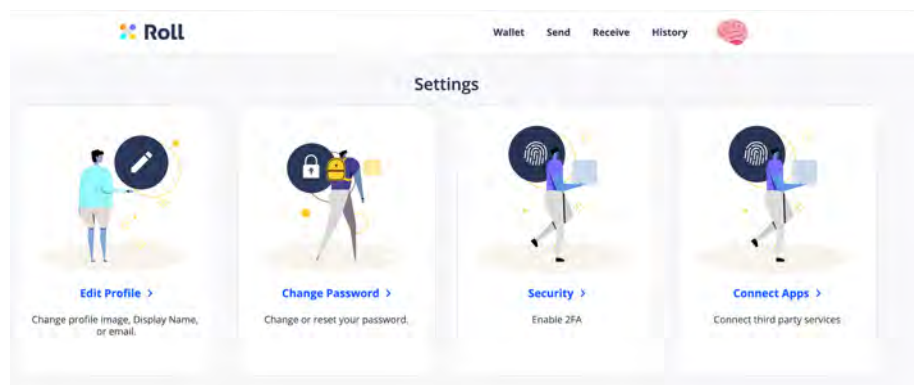 Roll
Wallet Send Receive History
Settings
Edit Profile >
Change profile image, Display Name,
or email.
Change Password >
Change or reset your password.
Security >
Enable 2FA
Connect Apps >
Connect third party services